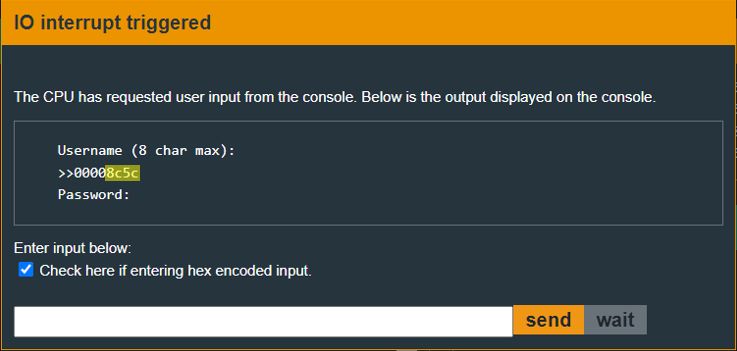 IO interrupt triggered
The CPU has requested user input from the console. Below is the output displayed on the console.
Username (8 char max):
>>00008c5c
Password:
Enter input below:
Check here if entering hex encoded input.
send wait